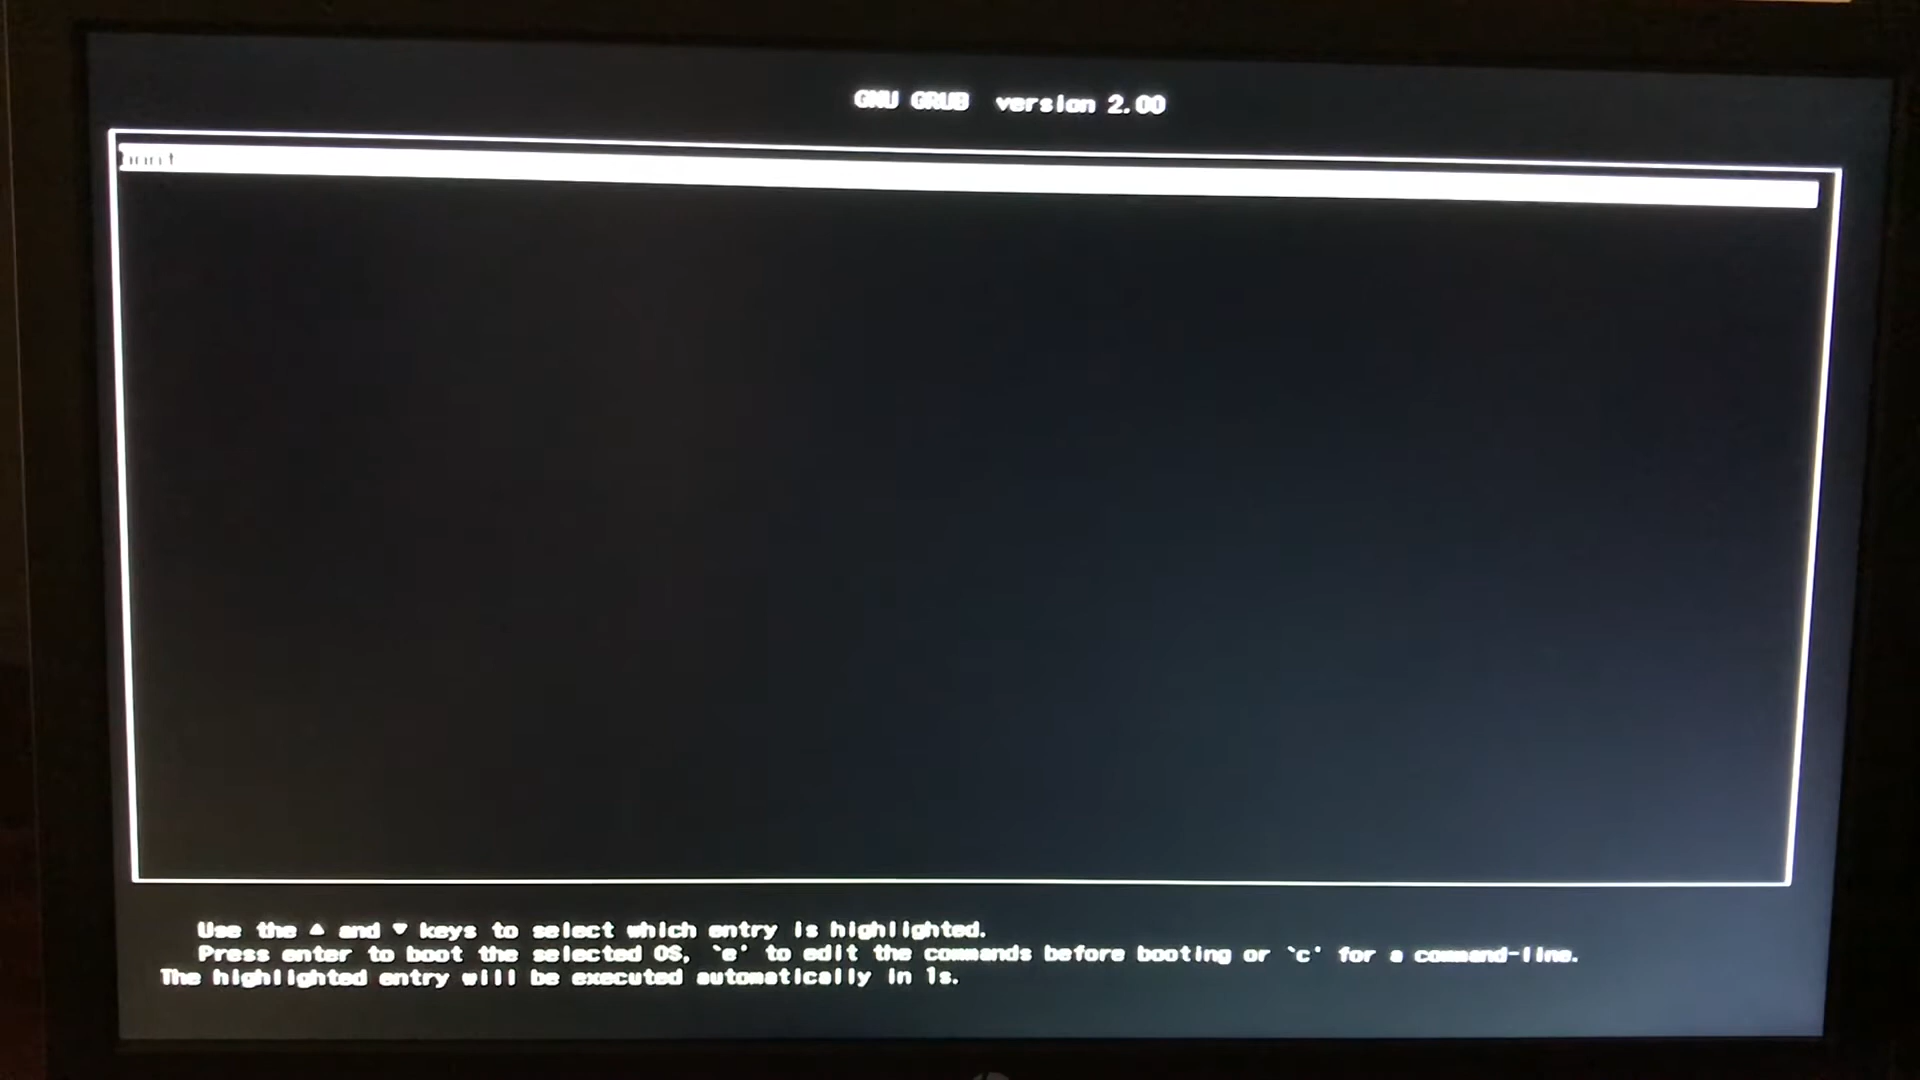 GNU GRUB version 2.00
boot
Use the ▲ and ▼ keys to select which entry is highlighted.
Press enter to boot the selected OS, `e' to edit the commands before booting or `c' for a command-line.
The highlighted entry will be executed automatically in 1s.